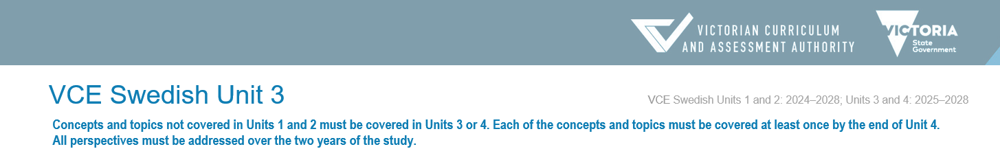 VICTORIAN CURRICULUM
AND ASSESSMENT AUTHORITY
VICTORIA
State
Government
VCE Swedish Unit 3
VCE Swedish Units 1 and 2: 2024–2028; Units 3 and 4: 2025–2028
Concepts and topics not covered in Units 1 and 2 must be covered in Units 3 or 4. Each of the concepts and topics must be covered at least once by the end of Unit 4.
All perspectives must be addressed over the two years of the study.